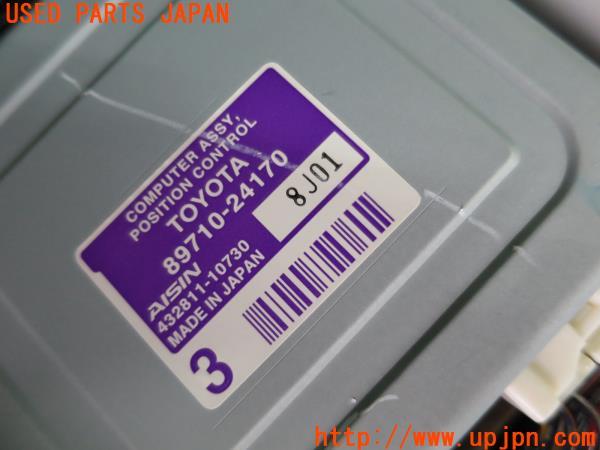 USED PARTS JAPAN
COMPUTER ASSY,
POSITION CONTROL
TOYOTA
89710-24170
8J01
AISIN
432811-10730
MADE IN JAPAN
3
http://www.upjpn.com